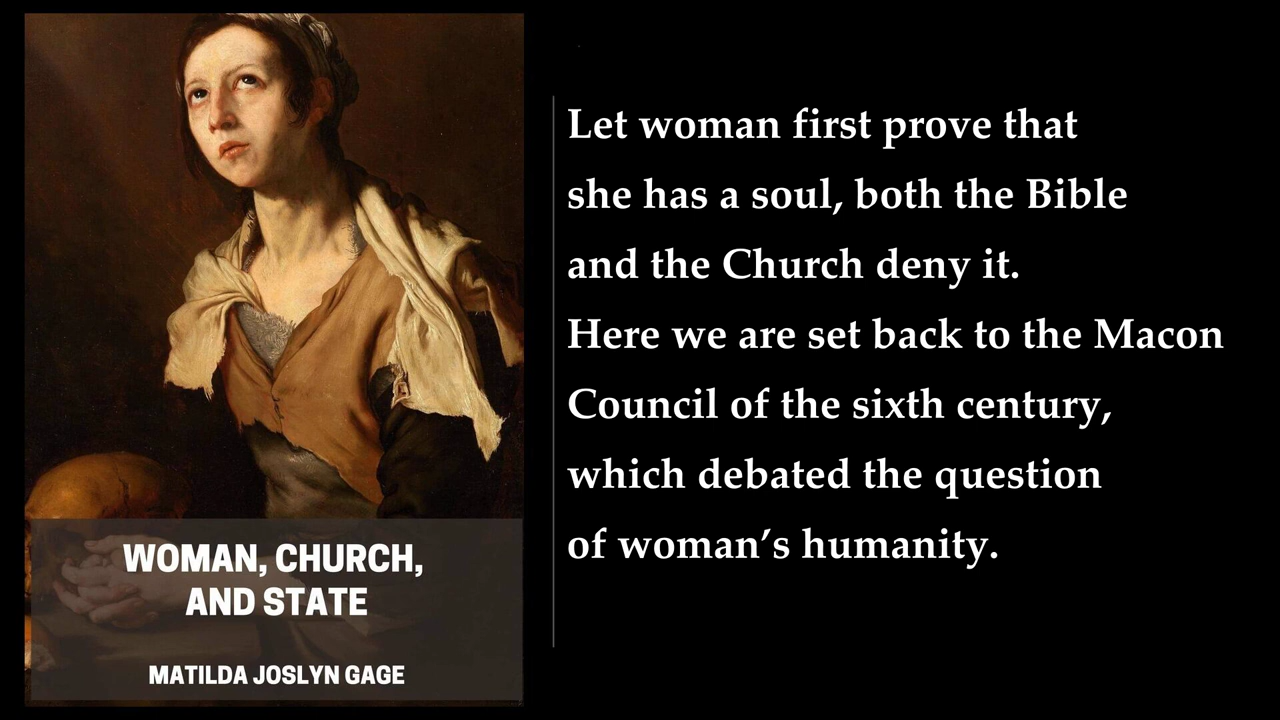 WOMAN, CHURCH,
AND STATE
MATILDA JOSLYN GAGE
Let woman first prove that
she has a soul, both the Bible
and the Church deny it.
Here we are set back to the Macon
Council of the sixth century,
which debated the question
of woman’s humanity.